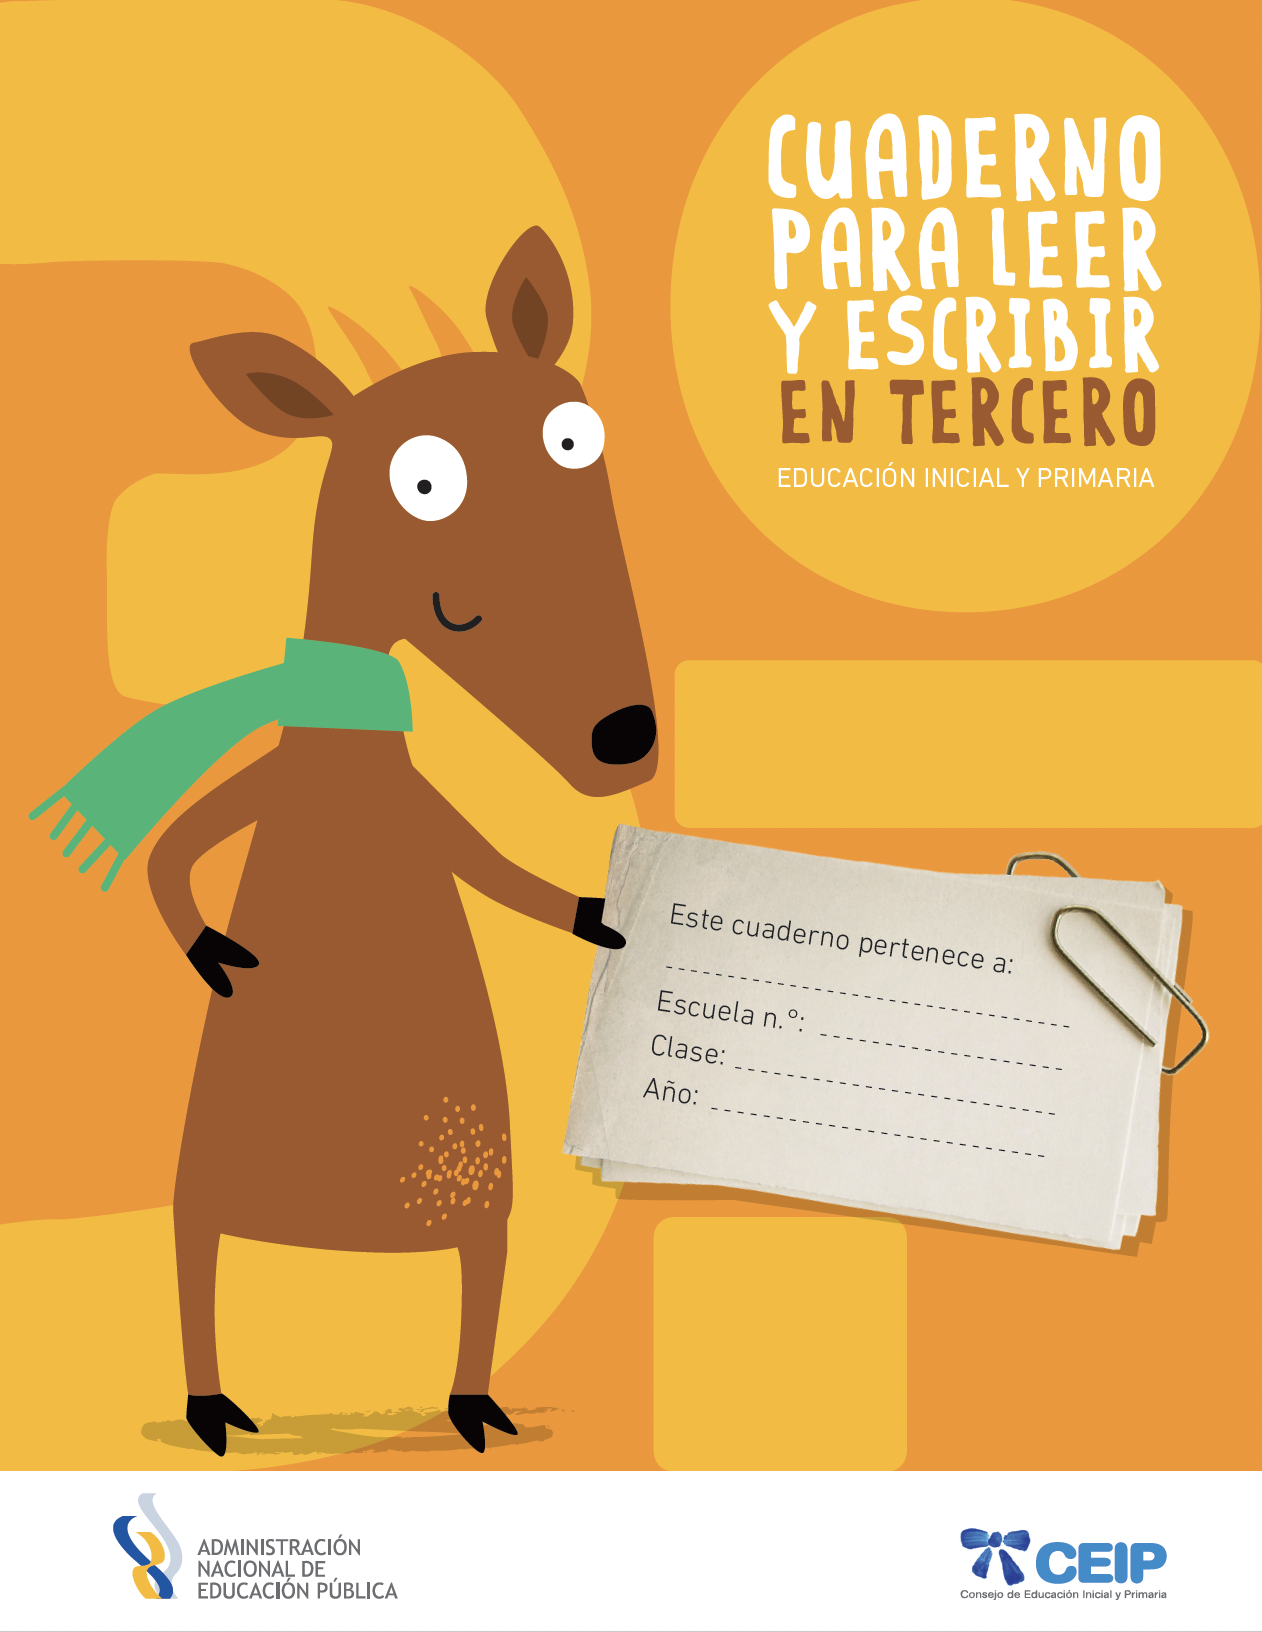 CUADERNO
PARA LEER
Y ESCRIBIR
EN TERCERO
EDUCACIÓN INICIAL Y PRIMARIA
Este cuaderno pertenece a:
Escuela n.º:
Clase:
Año:
ADMINISTRACIÓN
NACIONAL DE
EDUCACIÓN PÚBLICA
CEIP
Consejo de Educación Inicial y Primaria